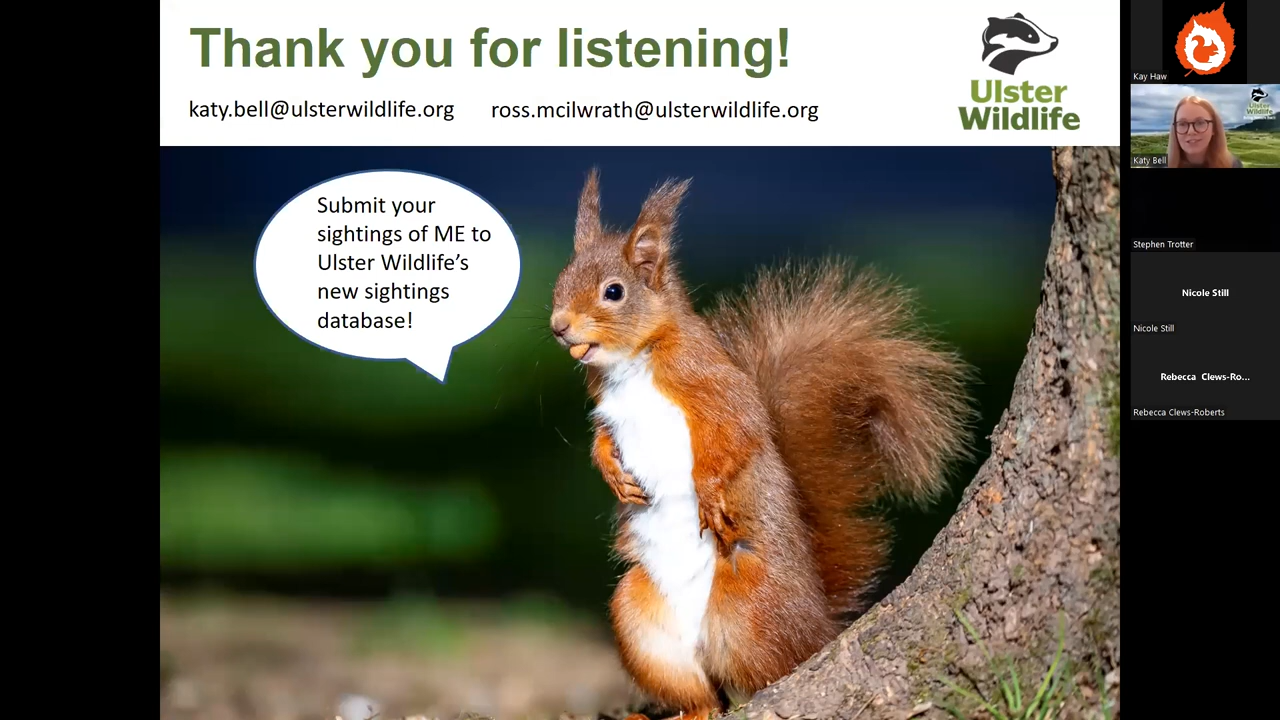 Thank you for listening!
katy.bell@ulsterwildlife.org
ross.mcilwrath@ulsterwildlife.org
Ulster
Wildlife
Submit your
sightings of ME to
Ulster Wildlife’s
new sightings
database!
Kay Haw
Ulster
Wildlife
Katy Bell
Stephen Trotter
Nicole Still
Nicole Still
Rebecca Clews-Ro...
Rebecca Clews-Roberts